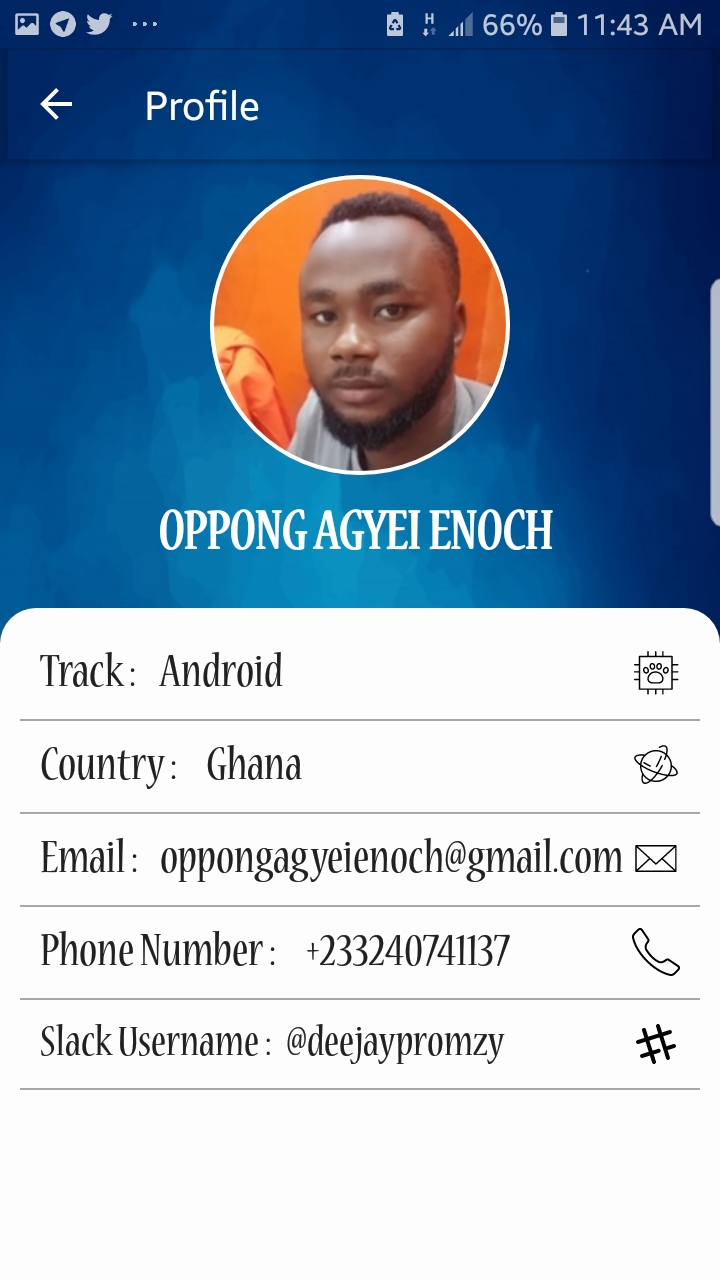 H 66% 11:43 AM
Profile
OPPONG AGYEI ENOCH
Track : Android
Country : Ghana
Email : oppongagyeienoch@gmail.com
Phone Number : +233240741137
Slack Username : @deejaypromzy